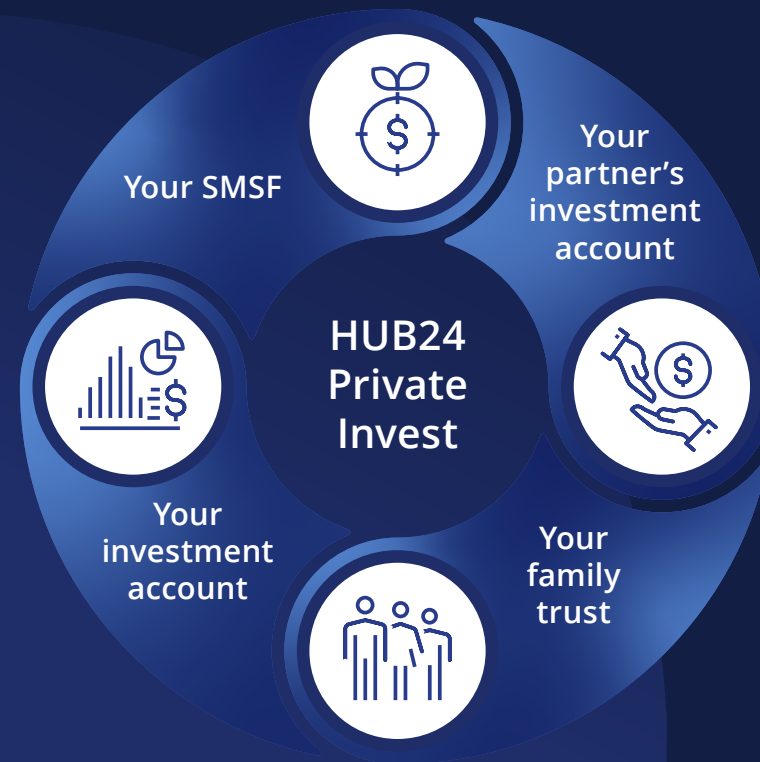 Your SMSF
Your
partner’s
investment
account
HUB24
Private
Invest
Your
investment
account
Your
family
trust